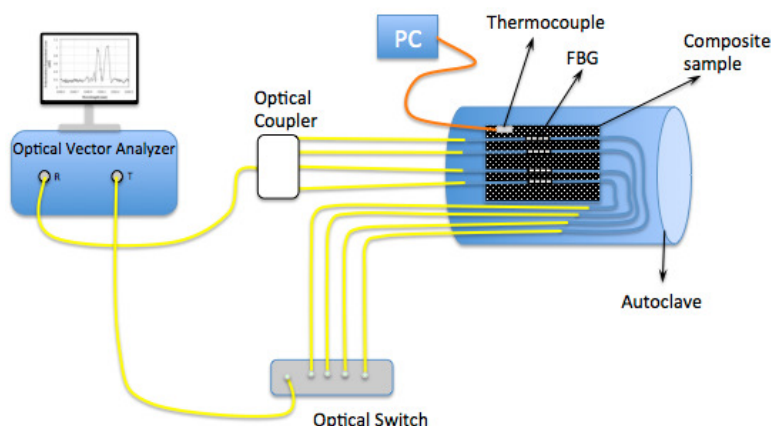 PC
Thermocouple
FBG
Composite
sample
Optical
Coupler
Optical Vector Analyzer
R
T
Autoclave
Optical Switch